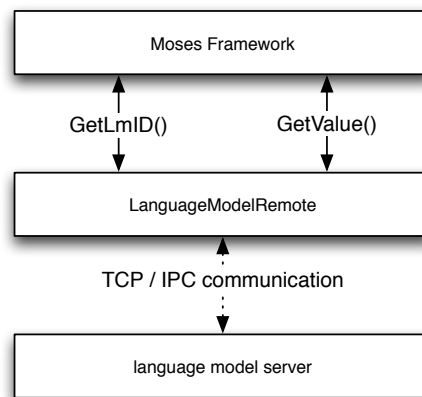 Moses Framework
GetLmID() GetValue()
LanguageModelRemote
TCP / IPC communication
language model server